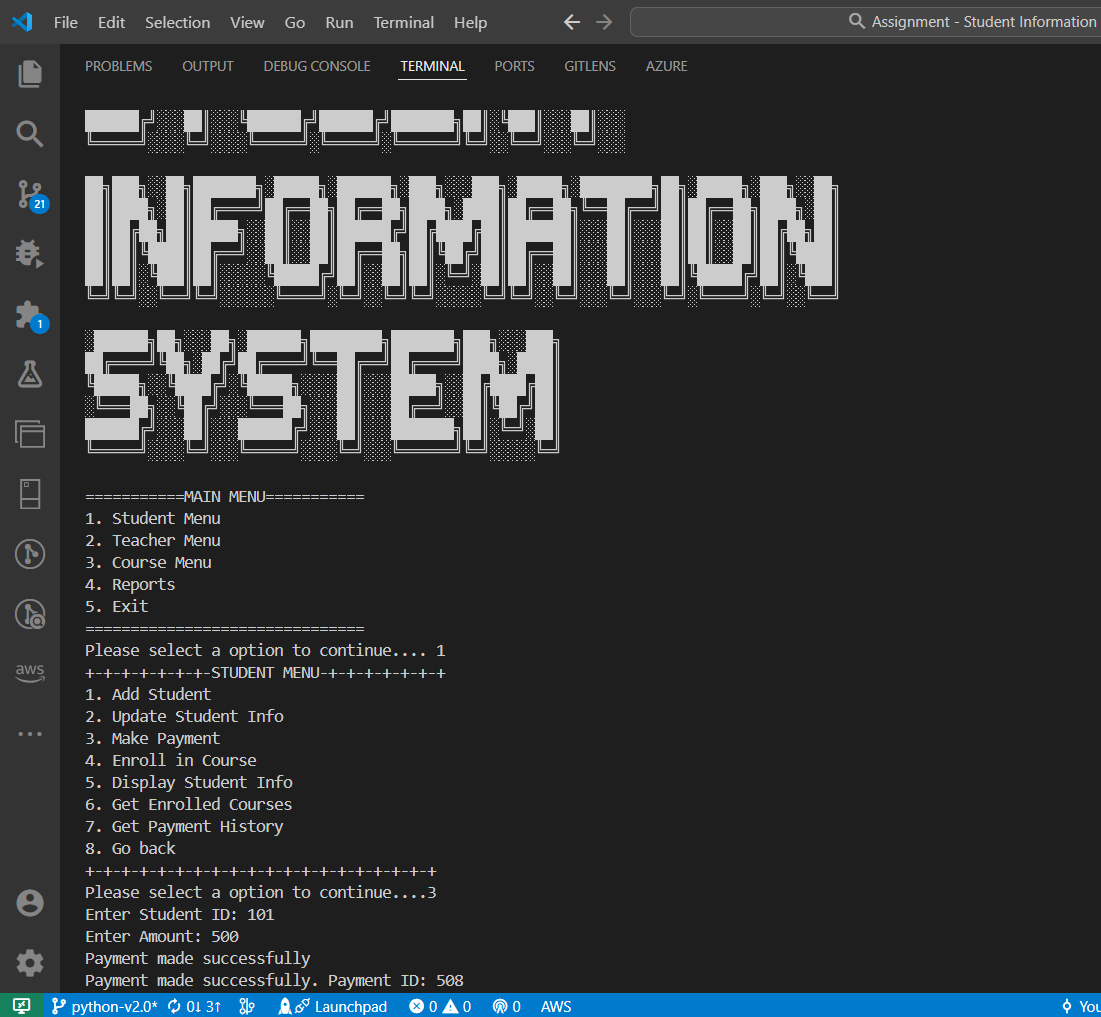 File Edit Selection View Go Run Terminal Help Assignment - Student Information
PROBLEMS OUTPUT DEBUG CONSOLE TERMINAL PORTS GITLENS AZURE
INFORMATION
SYSTEM
===========MAIN MENU===========
1. Student Menu
2. Teacher Menu
3. Course Menu
4. Reports
5. Exit
===============================
Please select a option to continue.... 1
+-+-+-+-+-+-+-STUDENT MENU-+-+-+-+-+-+-+
1. Add Student
2. Update Student Info
3. Make Payment
4. Enroll in Course
5. Display Student Info
6. Get Enrolled Courses
7. Get Payment History
8. Go back
+-+-+-+-+-+-+-+-+-+-+-+-+-+-+-+-+-+-+-+
Please select a option to continue....3
Enter Student ID: 101
Enter Amount: 500
Payment made successfully
Payment made successfully. Payment ID: 508
21
1
aws
python-v2.0* 0↓ 3↑ Launchpad 0 0 0 AWS You